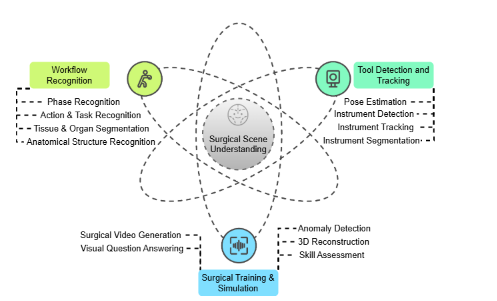 Workflow
Recognition
Phase Recognition
Action & Task Recognition
Tissue & Organ Segmentation
Anatomical Structure Recognition
Tool Detection and
Tracking
Pose Estimation
Instrument Detection
Instrument Tracking
Instrument Segmentation
Surgical Scene
Understanding
Surgical Video Generation
Visual Question Answering
Anomaly Detection
3D Reconstruction
Skill Assessment
Surgical Training &
Simulation